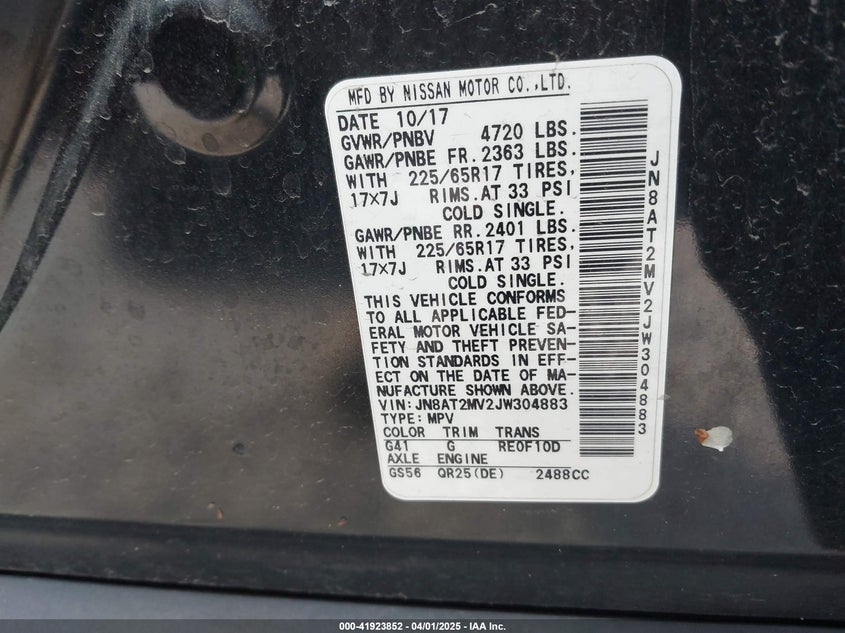 MFD BY NISSAN MOTOR CO.,LTD.
DATE 10/17
GVWR/PNBV 4720 LBS.
GAWR/PNBE FR.2363 LBS.
WITH 225/65R17 TIRES,
17×7J RIMS.AT 33 PSI
COLD SINGLE.
GAWR/PNBE RR.2401 LBS.
WITH 225/65R17 TIRES,
17×7J RIMS.AT 33 PSI
COLD SINGLE.
THIS VEHICLE CONFORMS
TO ALL APPLICABLE FED-
ERAL MOTOR VEHICLE SA-
FETY AND THEFT PREVEN-
TION STANDARDS IN EFF-
ECT ON THE DATE OF MA-
NUFACTURE SHOWN ABOVE.
VIN:JN8AT2MV2JW304883
TYPE:MPV
COLOR TRIM TRANS
G41 G RE0F10D
AXLE ENGINE
GS56 QR25(DE) 2488CC
JN8AT2MV2JW304883
000-41923852 - 04/01/2025 - IAA Inc.